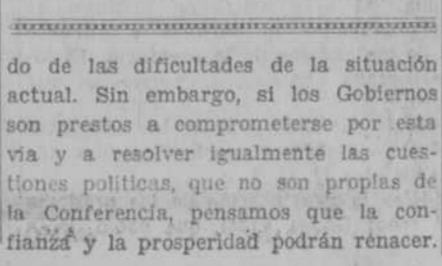 do de las dificultades de la situación
actual. Sin embargo, si los Gobiernos
son prestos a comprometerse por esta
vía y a resolver igualmente las cues-
tiones políticas, que no son propias de
la Conferencia, pensamos que la con-
fianza y la prosperidad podrán renacer.